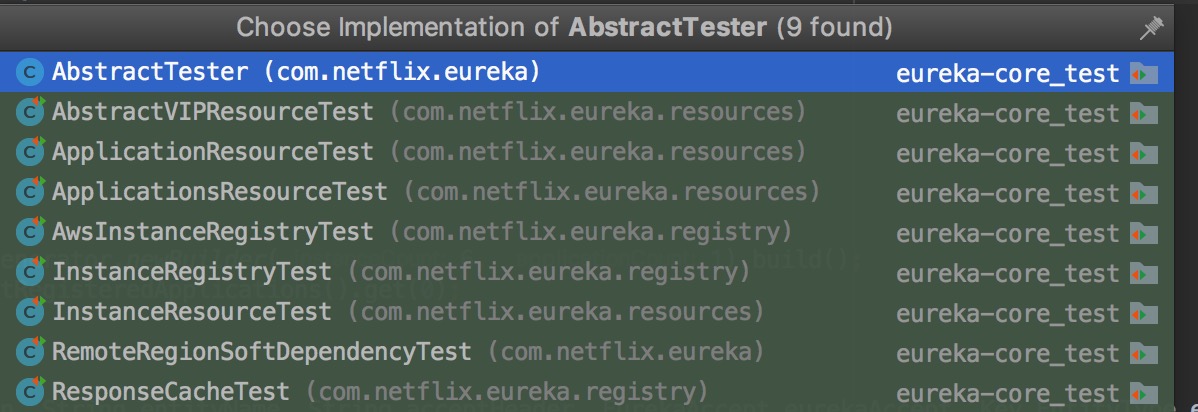 Choose Implementation of AbstractTester (9 found)
AbstractTester (com.netflix.eureka) eureka-core_test
AbstractVIPResourceTest (com.netflix.eureka.resources) eureka-core_test
ApplicationResourceTest (com.netflix.eureka.resources) eureka-core_test
ApplicationsResourceTest (com.netflix.eureka.resources) eureka-core_test
AwsInstanceRegistryTest (com.netflix.eureka.registry) eureka-core_test
InstanceRegistryTest (com.netflix.eureka.registry) eureka-core_test
InstanceResourceTest (com.netflix.eureka.resources) eureka-core_test
RemoteRegionSoftDependencyTest (com.netflix.eureka) eureka-core_test
ResponseCacheTest (com.netflix.eureka.registry) eureka-core_test